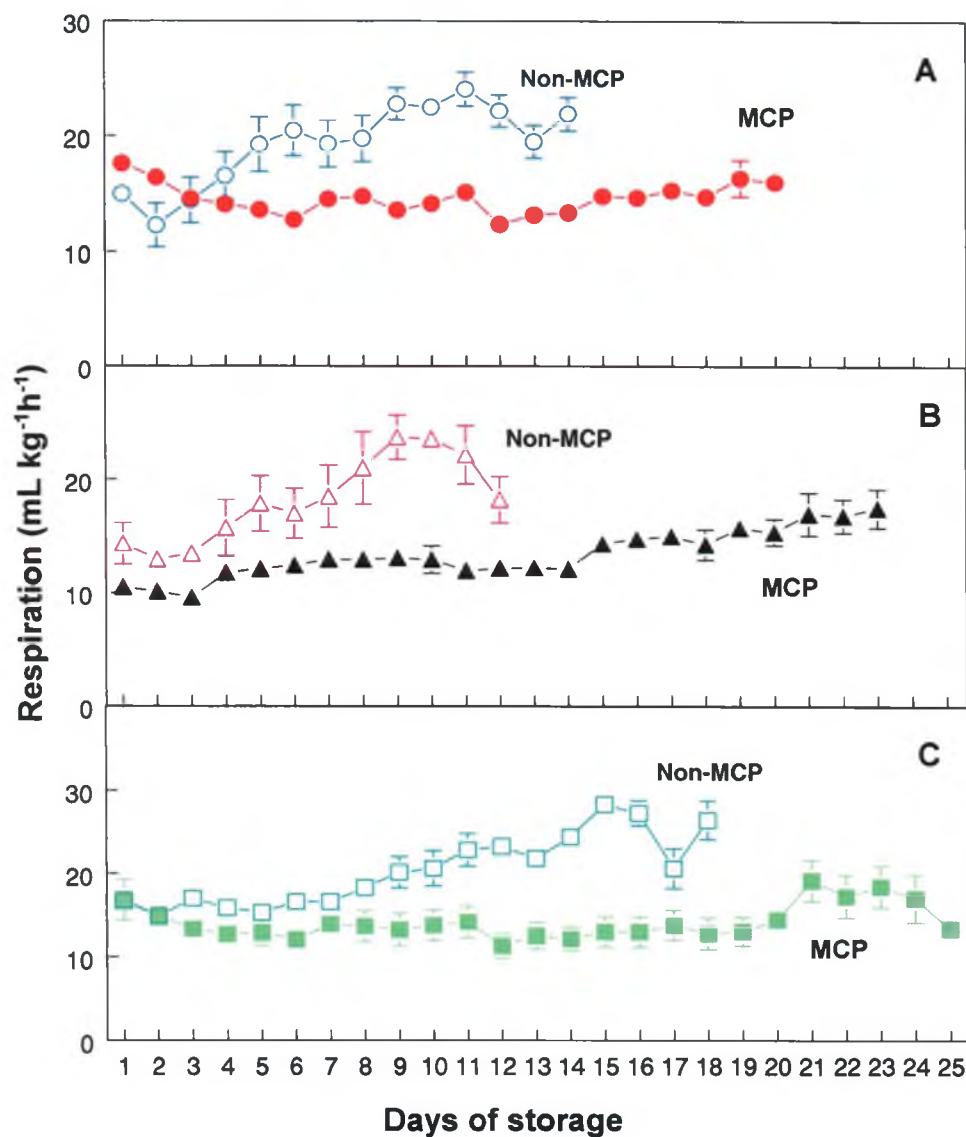 30
A
Non-MCP
MCP
20
10
0
B
Non-MCP
20
10
MCP
0
C
Non-MCP
30
20
MCP
10
0
1 2 3 4 5 6 7 8 9 10 11 12 13 14 15 16 17 18 19 20 21 22 23 24 25
Days of storage
Respiration (mL kg⁻¹h⁻¹)